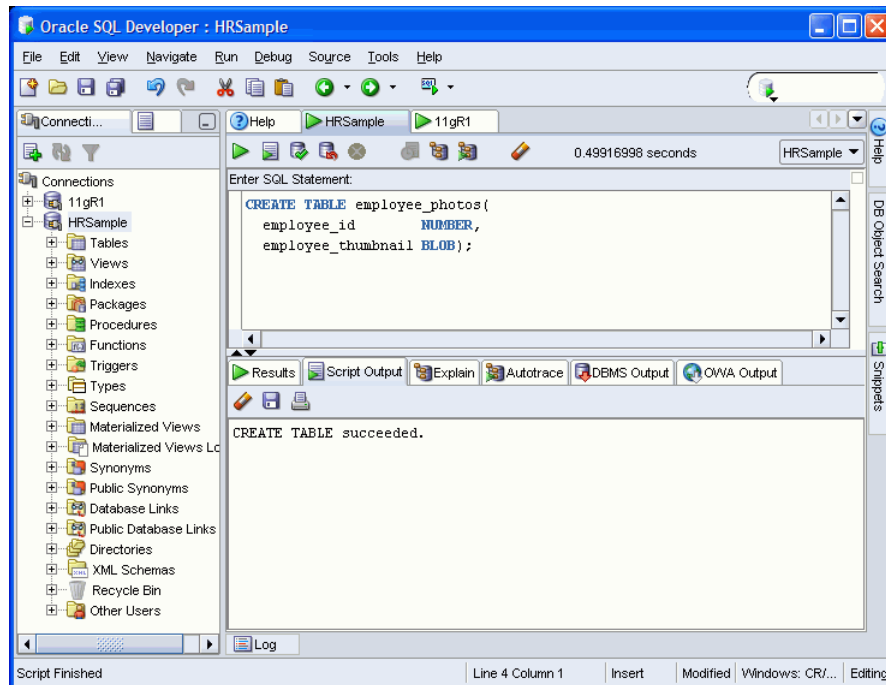 Oracle SQL Developer : HRSample
File Edit View Navigate Run Debug Source Tools Help
Connecti...
Help HRSample 11gR1
0.49916998 seconds HRSample
Connections
11gR1
HRSample
Tables
Views
Indexes
Packages
Procedures
Functions
Triggers
Types
Sequences
Materialized Views
Materialized Views Lo
Synonyms
Public Synonyms
Database Links
Public Database Links
Directories
XML Schemas
Recycle Bin
Other Users
Enter SQL Statement:
CREATE TABLE employee_photos(
employee_id NUMBER,
employee_thumbnail BLOB);
Results Script Output Explain Autotrace DBMS Output OWA Output
CREATE TABLE succeeded.
Log
Help
DB Object Search
Snippets
Script Finished Line 4 Column 1 Insert Modified Windows: CR/... Editing